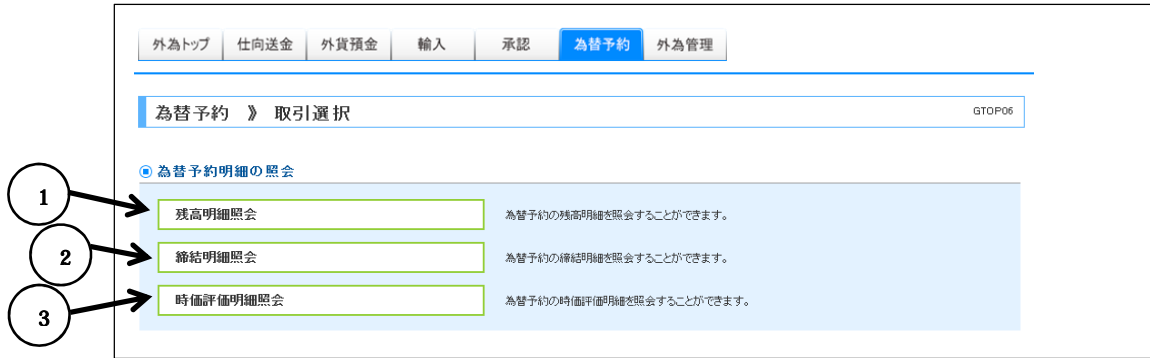 外為トップ 仕向送金 外貨預金 輸入 承認 為替予約 外為管理
為替予約 》 取引選択 GTOP06
為替予約明細の照会
1 残高明細照会 為替予約の残高明細を照会することができます。
2 締結明細照会 為替予約の締結明細を照会することができます。
3 時価評価明細照会 為替予約の時価評価明細を照会することができます。